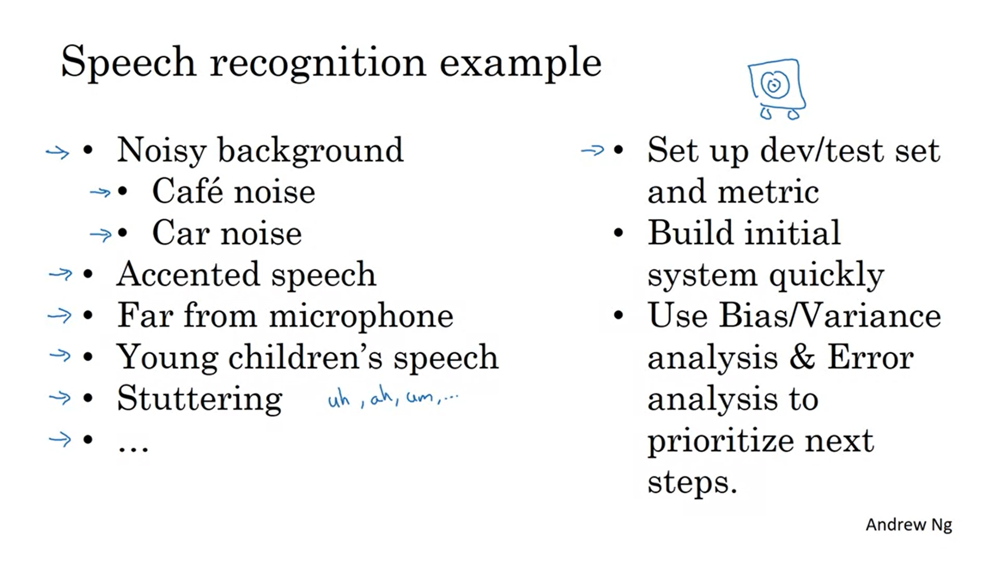 Speech recognition example
→ • Noisy background
→ • Café noise
→ • Car noise
→ • Accented speech
→ • Far from microphone
→ • Young children’s speech
→ • Stuttering uh, ah, um, ...
→ • …
→ • Set up dev/test set
and metric
• Build initial
system quickly
• Use Bias/Variance
analysis & Error
analysis to
prioritize next
steps.
Andrew Ng